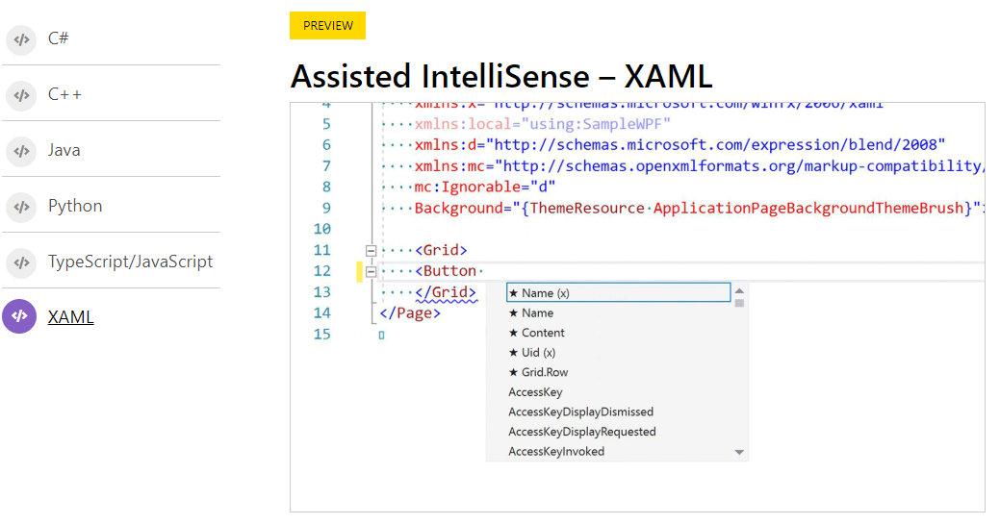 C#
C++
Java
Python
TypeScript/JavaScript
XAML
PREVIEW
Assisted IntelliSense – XAML
4 xmlns:x="http://schemas.microsoft.com/winfx/2006/xaml"
5 ····xmlns:local="using:SampleWPF"
6 ····xmlns:d="http://schemas.microsoft.com/expression/blend/2008"
7 ····xmlns:mc="http://schemas.openxmlformats.org/markup-compatibility/
8 ····mc:Ignorable="d"
9 ····Background="{ThemeResource·ApplicationPageBackgroundThemeBrush}">
10
11 ····<Grid>
12 ····<Button·
13 ····</Grid>
14 </Page>
15
★ Name (x)
★ Name
★ Content
★ Uid (x)
★ Grid.Row
AccessKey
AccessKeyDisplayDismissed
AccessKeyDisplayRequested
AccessKeyInvoked